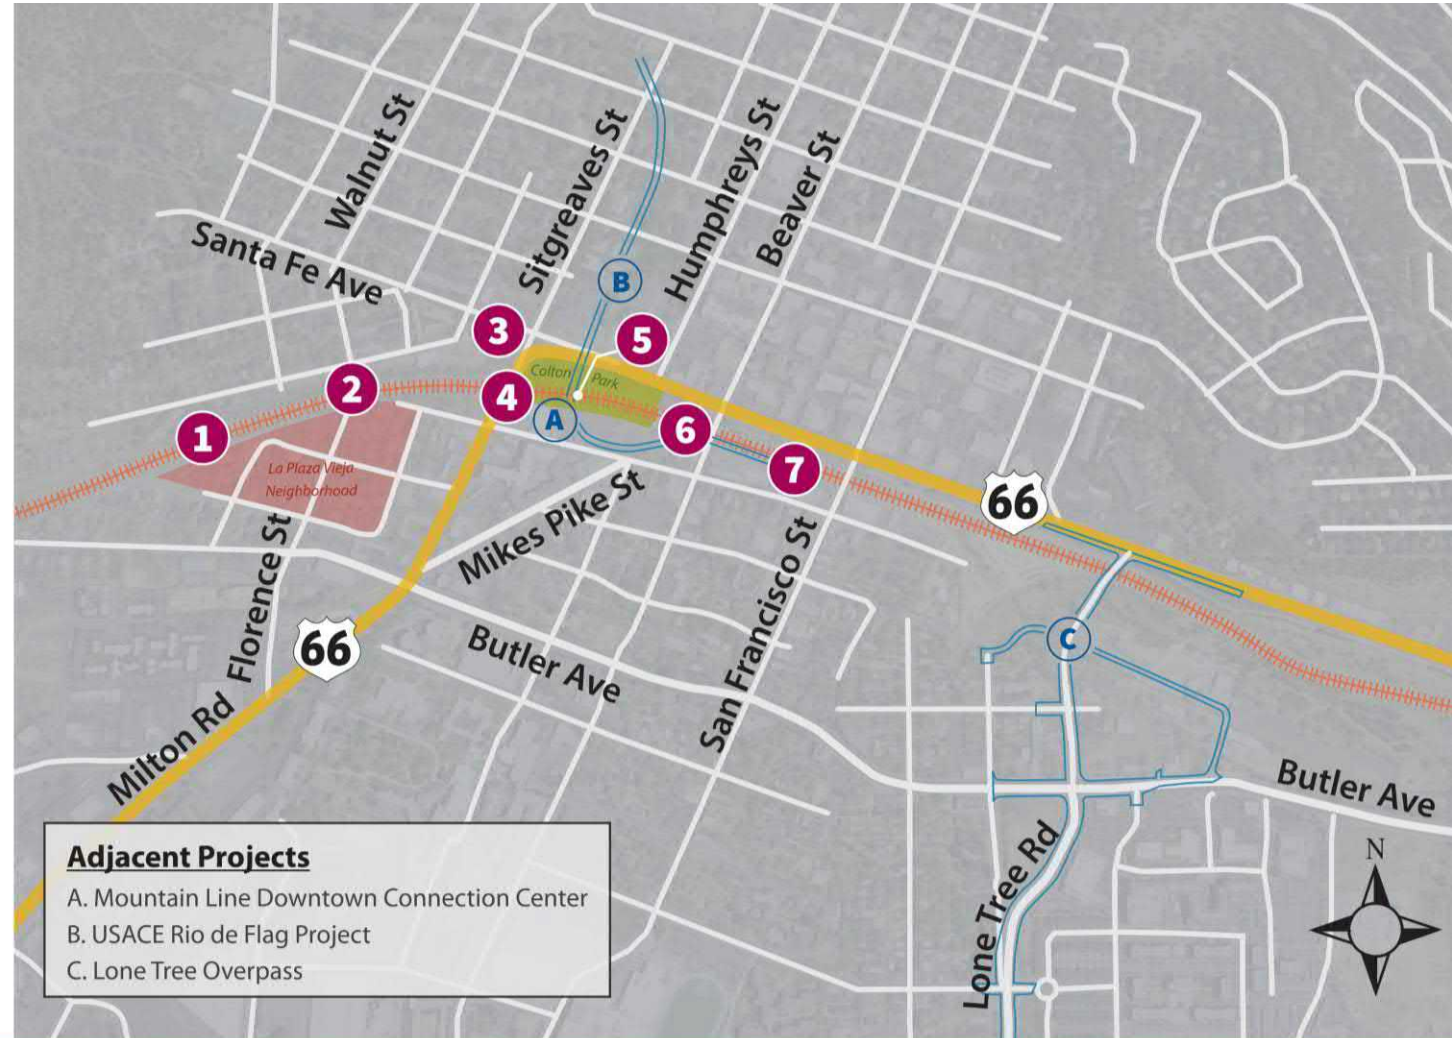 Walnut St
Sitgreaves St
Humphreys St
Beaver St
Santa Fe Ave
B
3
5
Colton Park
2
4
A
1
6
7
La Plaza Vieja
Neighborhood
66
Mikes Pike St
Florence St
San Francisco St
66
Butler Ave
C
Milton Rd
Butler Ave
Lone Tree Rd
N
Adjacent Projects
A. Mountain Line Downtown Connection Center
B. USACE Rio de Flag Project
C. Lone Tree Overpass